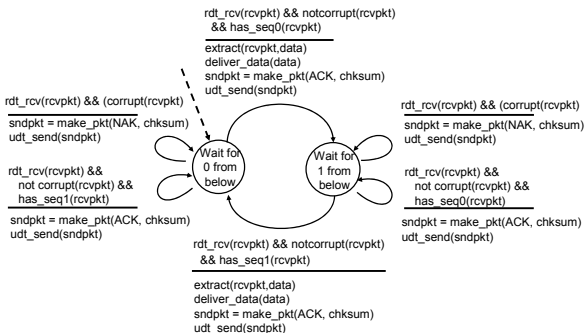 rdt_rcv(rcvpkt) && notcorrupt(rcvpkt)
&& has_seq0(rcvpkt)
extract(rcvpkt,data)
deliver_data(data)
sndpkt = make_pkt(ACK, chksum)
udt_send(sndpkt)
rdt_rcv(rcvpkt) && (corrupt(rcvpkt)
sndpkt = make_pkt(NAK, chksum)
udt_send(sndpkt)
rdt_rcv(rcvpkt) &&
not corrupt(rcvpkt) &&
has_seq1(rcvpkt)
sndpkt = make_pkt(ACK, chksum)
udt_send(sndpkt)
Wait for
0 from
below
Wait for
1 from
below
rdt_rcv(rcvpkt) && (corrupt(rcvpkt)
sndpkt = make_pkt(NAK, chksum)
udt_send(sndpkt)
rdt_rcv(rcvpkt) &&
not corrupt(rcvpkt) &&
has_seq0(rcvpkt)
sndpkt = make_pkt(ACK, chksum)
udt_send(sndpkt)
rdt_rcv(rcvpkt) && notcorrupt(rcvpkt)
&& has_seq1(rcvpkt)
extract(rcvpkt,data)
deliver_data(data)
sndpkt = make_pkt(ACK, chksum)
udt_send(sndpkt)